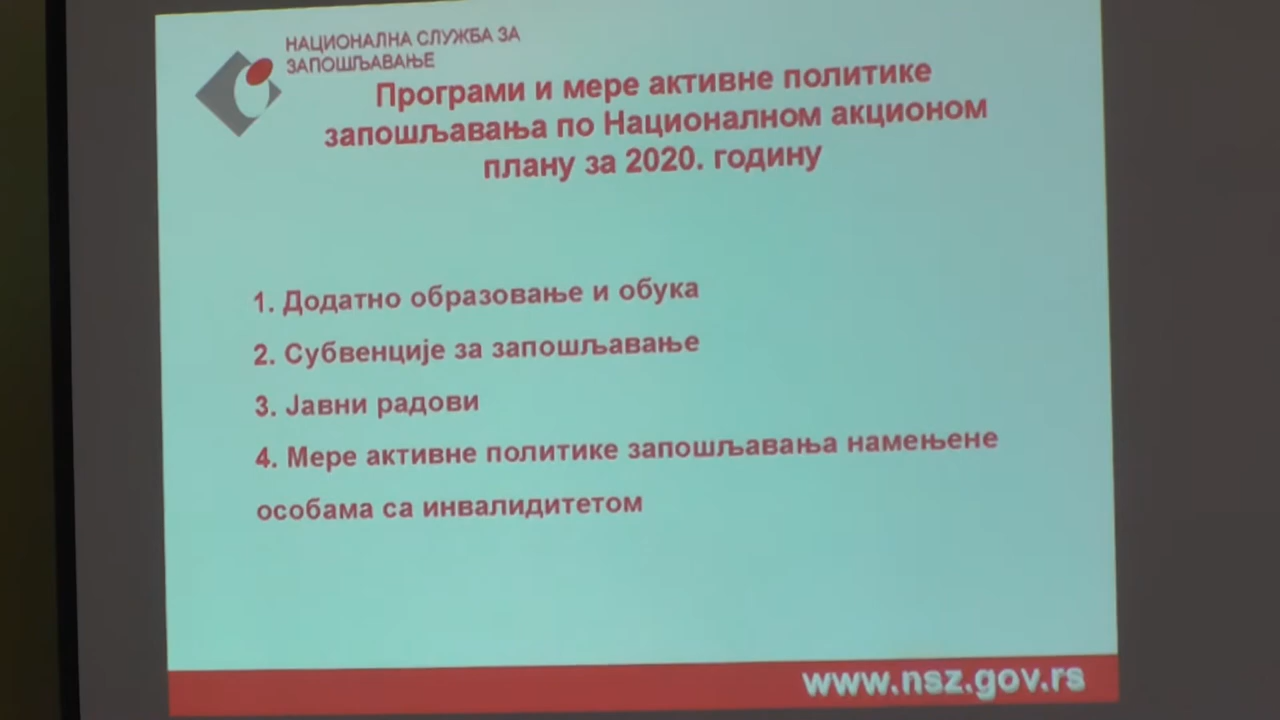 НАЦИОНАЛНА СЛУЖБА ЗА
ЗАПОШЉАВАЊЕ
Програми и мере активне политике
запошљавања по Националном акционом
плану за 2020. годину
1. Додатно образовање и обука
2. Субвенције за запошљавање
3. Јавни радови
4. Мере активне политике запошљавања намењене
особама са инвалидитетом
www.nsz.gov.rs